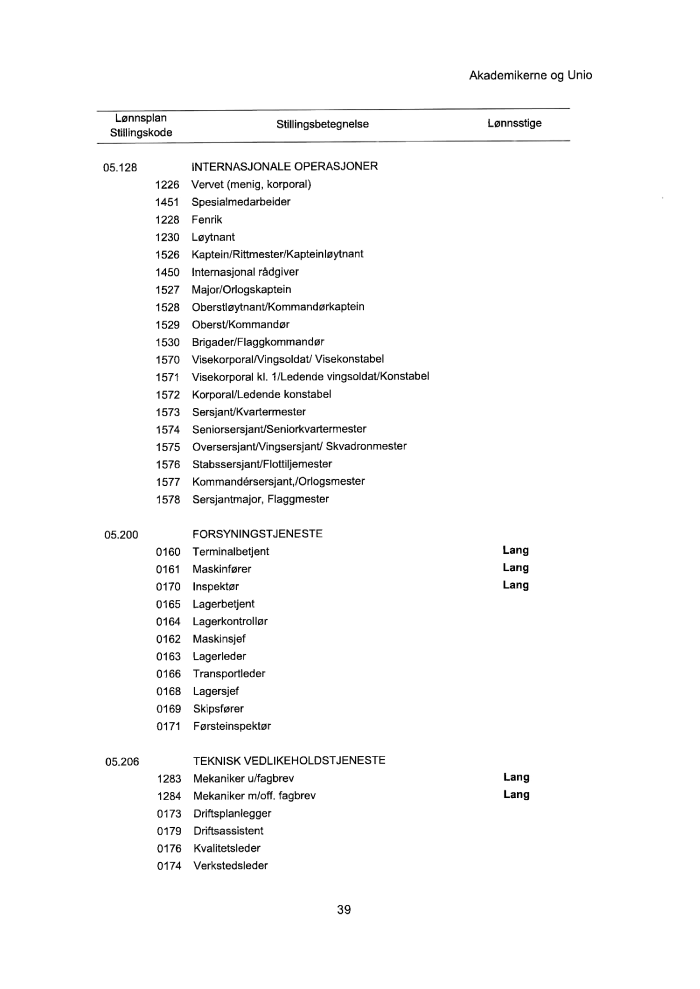 Akademikerne og Unio
Lønnsplan
Stillingskode Stillingsbetegnelse Lønnsstige
05.128 INTERNASJONALE OPERASJONER
1226 Vervet (menig, korporal)
1451 Spesialmedarbeider
1228 Fenrik
1230 Løytnant
1526 Kaptein/Rittmester/Kapteinløytnant
1450 Internasjonal rådgiver
1527 Major/Orlogskaptein
1528 Oberstløytnant/Kommandørkaptein
1529 Oberst/Kommandør
1530 Brigader/Flaggkommandør
1570 Visekorporal/Vingsoldat/ Visekonstabel
1571 Visekorporal kl. 1/Ledende vingsoldat/Konstabel
1572 Korporal/Ledende konstabel
1573 Sersjant/Kvartermester
1574 Seniorsersjant/Seniorkvartermester
1575 Oversersjant/Vingsersjant/ Skvadronmester
1576 Stabssersjant/Flottiljemester
1577 Kommandérsersjant,/Orlogsmester
1578 Sersjantmajor, Flaggmester
05.200 FORSYNINGSTJENESTE
0160 Terminalbetjent Lang
0161 Maskinfører Lang
0170 Inspektør Lang
0165 Lagerbetjent
0164 Lagerkontrollør
0162 Maskinsjef
0163 Lagerleder
0166 Transportleder
0168 Lagersjef
0169 Skipsfører
0171 Førsteinspektør
05.206 TEKNISK VEDLIKEHOLDSTJENESTE
1283 Mekaniker u/fagbrev Lang
1284 Mekaniker m/off. fagbrev Lang
0173 Driftsplanlegger
0179 Driftsassistent
0176 Kvalitetsleder
0174 Verkstedsleder
39